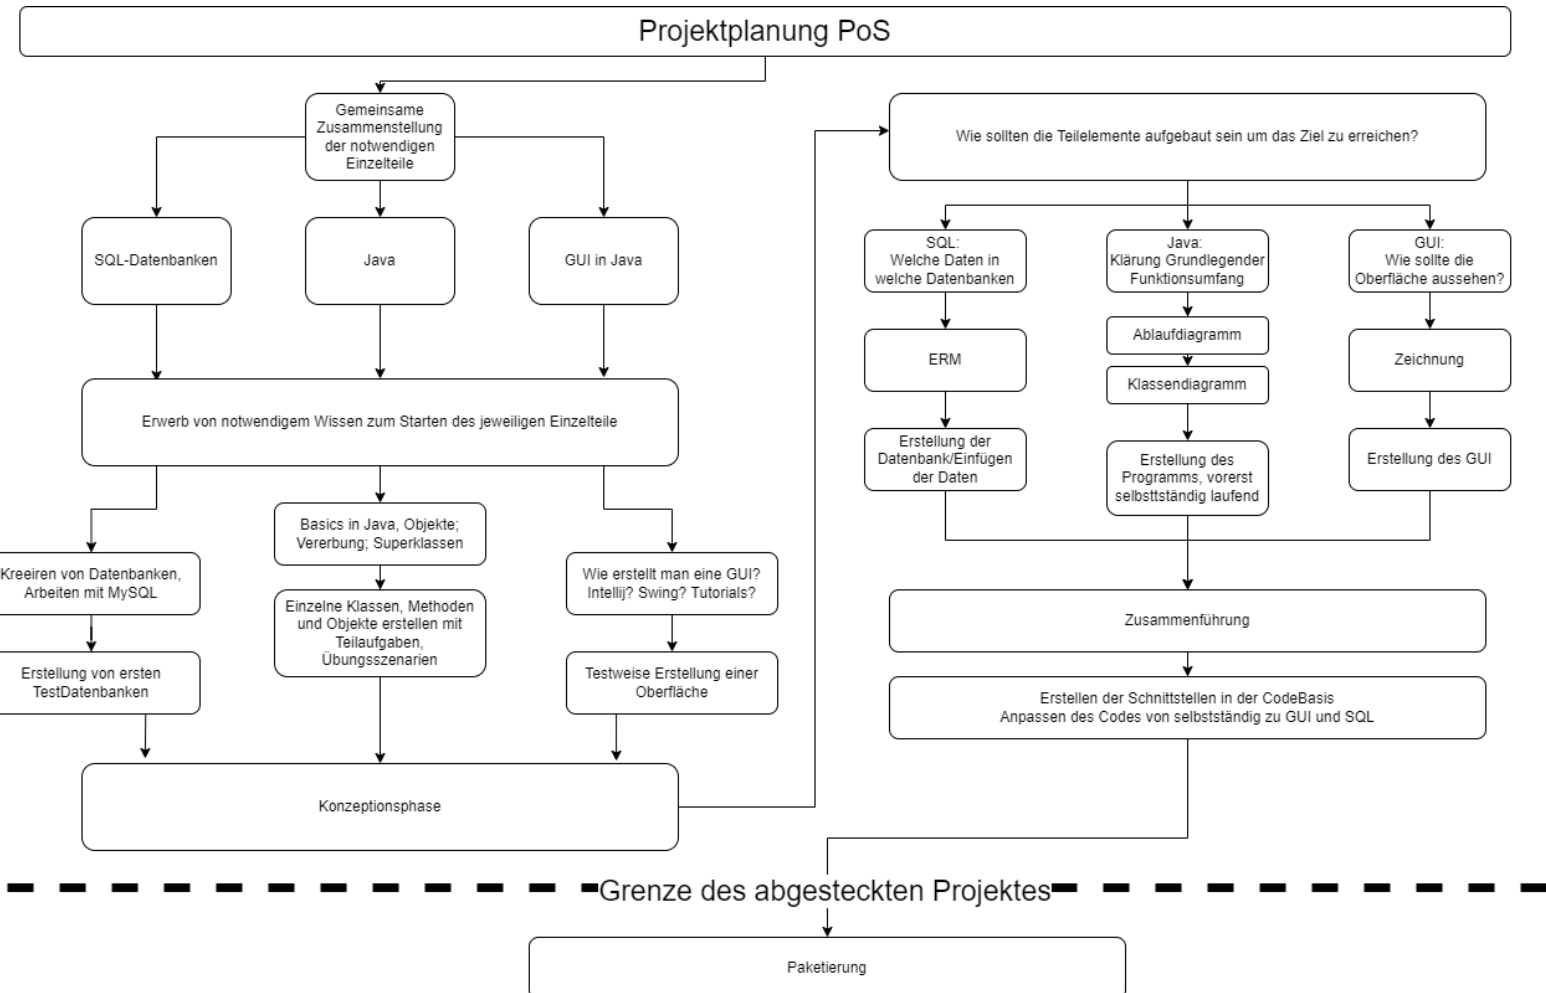 Projektplanung PoS
Gemeinsame
Zusammenstellung
der notwendigen
Einzelteile
SQL-Datenbanken
Java
GUI in Java
Erwerb von notwendigem Wissen zum Starten des jeweiligen Einzelteile
Basics in Java, Objekte;
Vererbung; Superklassen
Kreeiren von Datenbanken,
Arbeiten mit MySQL
Wie erstellt man eine GUI?
Intellij? Swing? Tutorials?
Einzelne Klassen, Methoden
und Objekte erstellen mit
Teilaufgaben,
Übungsszenarien
Erstellung von ersten
TestDatenbanken
Testweise Erstellung einer
Oberfläche
Konzeptionsphase
Wie sollten die Teilelemente aufgebaut sein um das Ziel zu erreichen?
SQL:
Welche Daten in
welche Datenbanken
Java:
Klärung Grundlegender
Funktionsumfang
GUI:
Wie sollte die
Oberfläche aussehen?
ERM
Ablaufdiagramm
Klassendiagramm
Zeichnung
Erstellung der
Datenbank/Einfügen
der Daten
Erstellung des
Programms, vorerst
selbsttständig laufend
Erstellung des GUI
Zusammenführung
Erstellen der Schnittstellen in der CodeBasis
Anpassen des Codes von selbstständig zu GUI und SQL
Grenze des abgesteckten Projektes
Paketierung